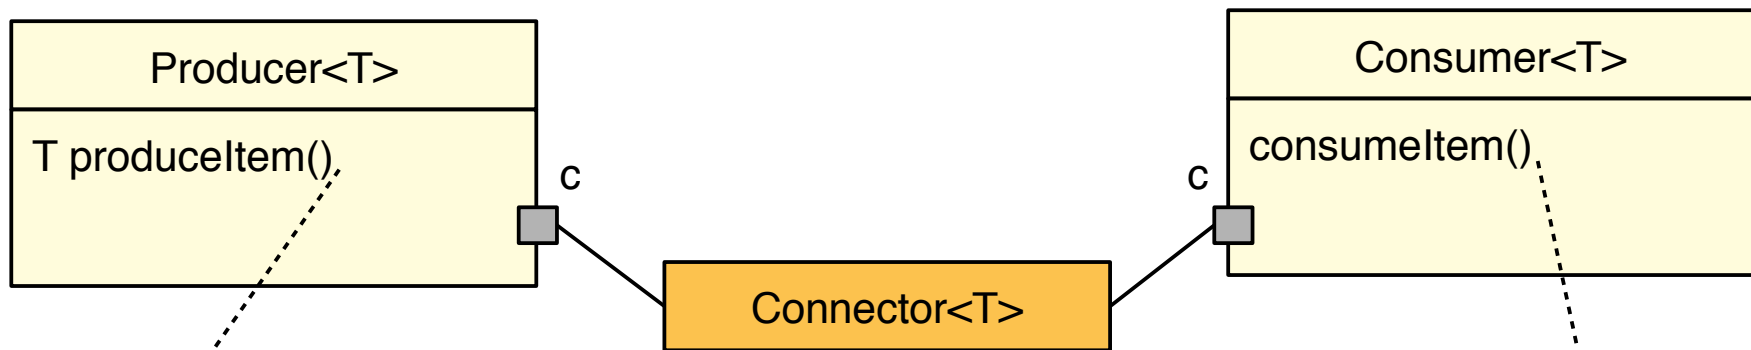 Producer<T>
T produceItem()
c
Connector<T>
c
Consumer<T>
consumeItem()